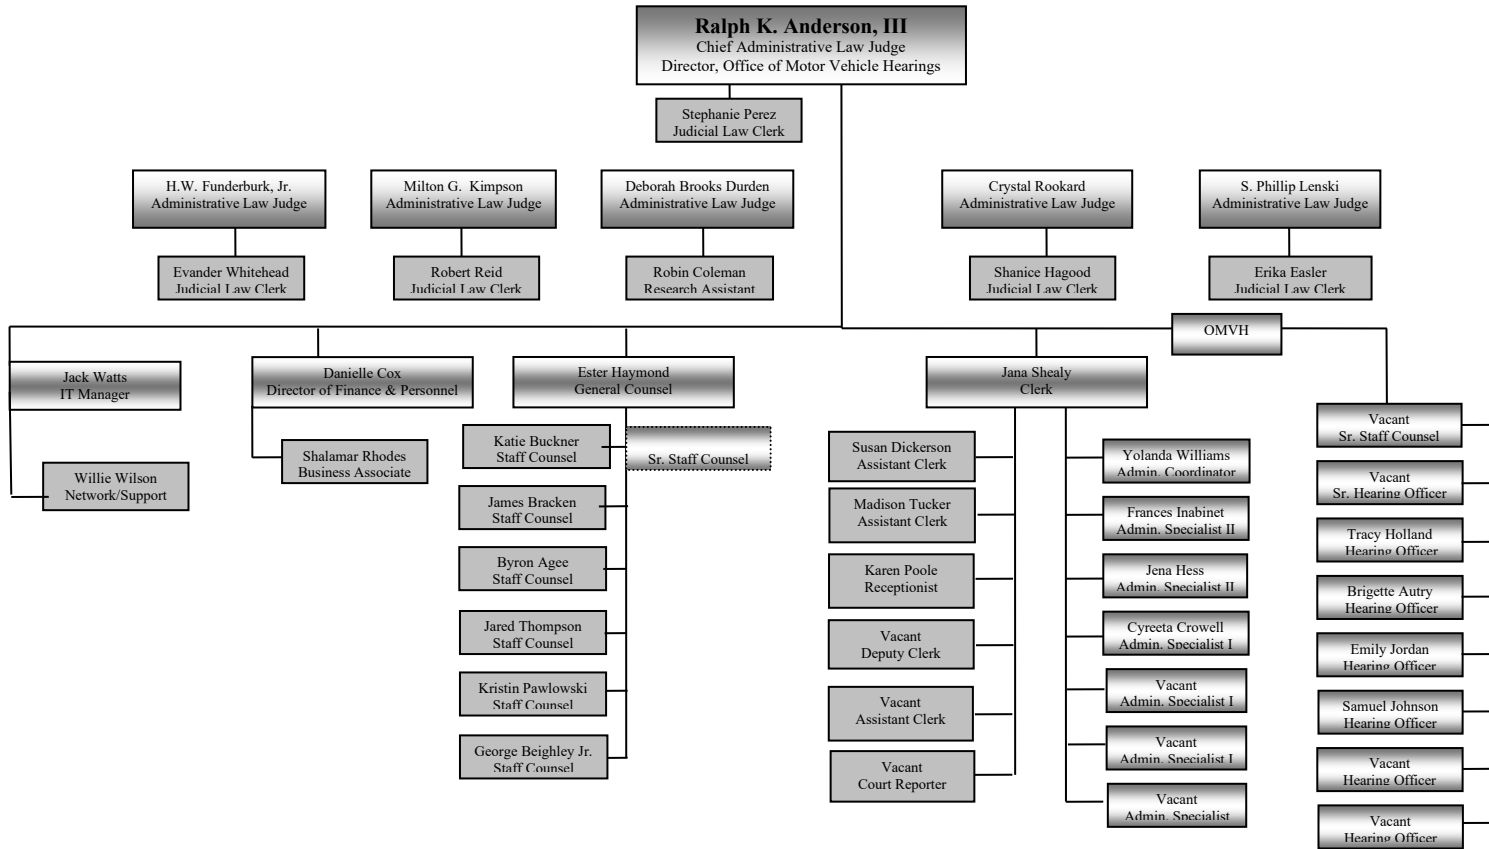 Ralph K. Anderson, III
Chief Administrative Law Judge
Director, Office of Motor Vehicle Hearings
Stephanie Perez
Judicial Law Clerk
H.W. Funderburk, Jr.
Administrative Law Judge
Milton G. Kimpson
Administrative Law Judge
Deborah Brooks Durden
Administrative Law Judge
Crystal Rookard
Administrative Law Judge
S. Phillip Lenski
Administrative Law Judge
Evander Whitehead
Judicial Law Clerk
Robert Reid
Judicial Law Clerk
Robin Coleman
Research Assistant
Shanice Hagood
Judicial Law Clerk
Erika Easler
Judicial Law Clerk
OMVH
Jack Watts
IT Manager
Danielle Cox
Director of Finance & Personnel
Ester Haymond
General Counsel
Jana Shealy
Clerk
Willie Wilson
Network/Support
Shalamar Rhodes
Business Associate
Katie Buckner
Staff Counsel
Sr. Staff Counsel
James Bracken
Staff Counsel
Byron Agee
Staff Counsel
Jared Thompson
Staff Counsel
Kristin Pawlowski
Staff Counsel
George Beighley Jr.
Staff Counsel
Susan Dickerson
Assistant Clerk
Madison Tucker
Assistant Clerk
Karen Poole
Receptionist
Vacant
Deputy Clerk
Vacant
Assistant Clerk
Vacant
Court Reporter
Yolanda Williams
Admin. Coordinator
Frances Inabinet
Admin. Specialist II
Jena Hess
Admin. Specialist II
Cyreeta Crowell
Admin. Specialist I
Vacant
Admin. Specialist I
Vacant
Admin. Specialist I
Vacant
Admin. Specialist
Vacant
Sr. Staff Counsel
Vacant
Sr. Hearing Officer
Tracy Holland
Hearing Officer
Brigette Autry
Hearing Officer
Emily Jordan
Hearing Officer
Samuel Johnson
Hearing Officer
Vacant
Hearing Officer
Vacant
Hearing Officer